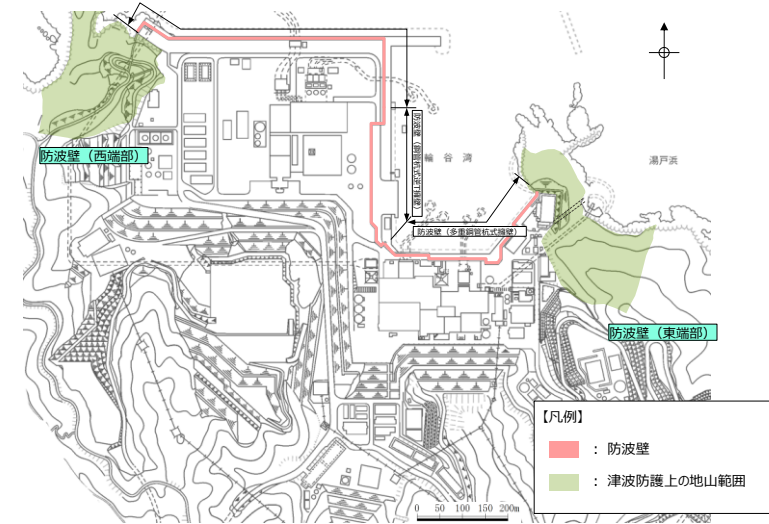 防波壁（西端部）
輪谷湾
湯戸浜
防波壁（鋼管杭式逆T擁壁）
防波壁（多重鋼管杭式擁壁）
防波壁（東端部）
【凡例】
： 防波壁
： 津波防護上の地山範囲
0 50 100 150 200m